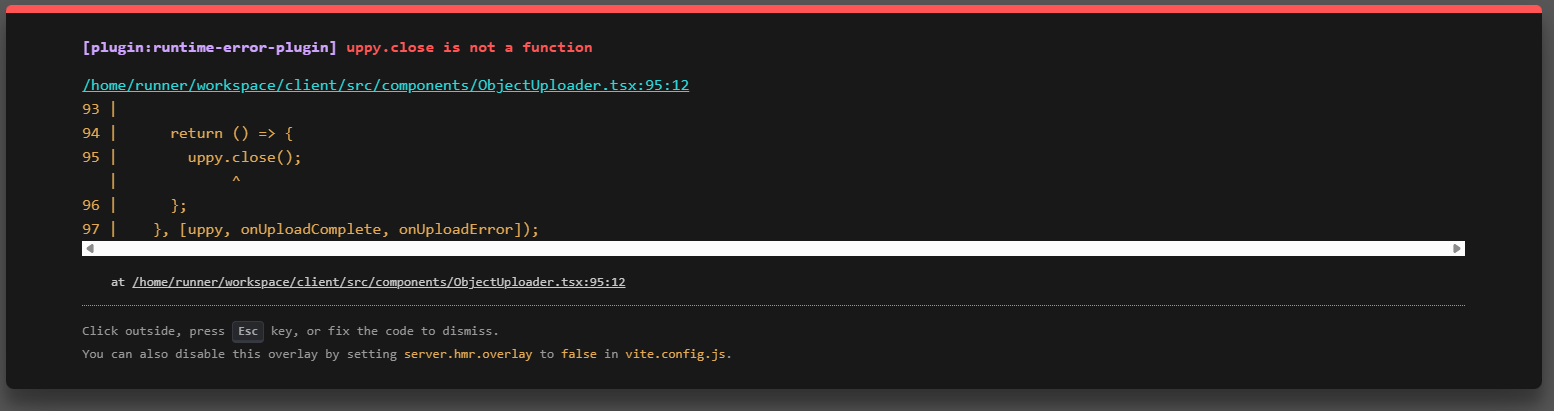 [plugin:runtime-error-plugin] uppy.close is not a function
/home/runner/workspace/client/src/components/ObjectUploader.tsx:95:12
93 |
94 |      return () => {
95 |        uppy.close();
   |             ^
96 |      };
97 |    }, [uppy, onUploadComplete, onUploadError]);
at /home/runner/workspace/client/src/components/ObjectUploader.tsx:95:12
Click outside, press Esc key, or fix the code to dismiss.
You can also disable this overlay by setting server.hmr.overlay to false in vite.config.js.